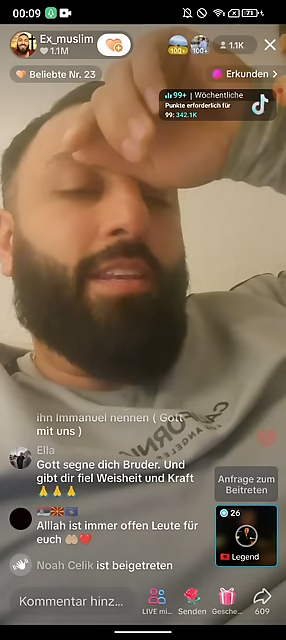 00:09
Ex_muslim
1.1M
100+
100+
1.1K
Beliebte Nr. 23
Erkunden >
99+ | Wöchentliche
Punkte erforderlich für
99: 342.1K
ihn Immanuel nennen ( Gott
mit uns )
Ella
Gott segne dich Bruder. Und
gibt dir fiel Weisheit und Kraft
🙏🙏🙏
Alllah ist immer offen Leute für
euch 🤲🏼❤️
Noah Celik ist beigetreten
Anfrage zum
Beitreten
26
Legend
Kommentar hinz...
LIVE mi...
Senden
Gesche...
609